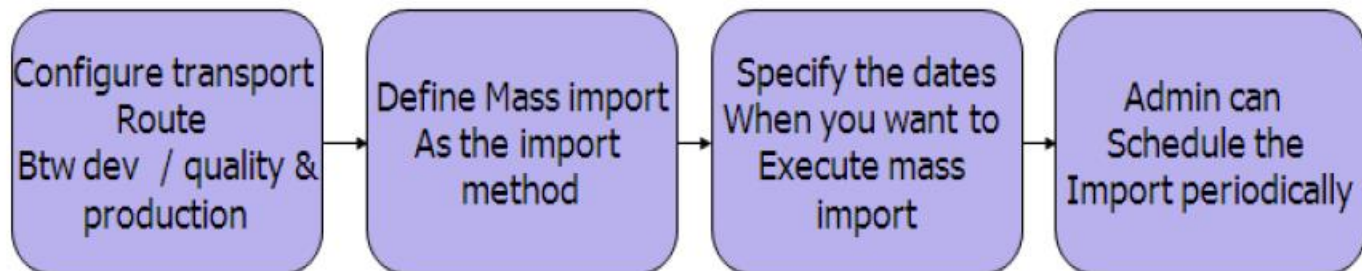 Configure transport
Route
Btw dev / quality &
production
Define Mass import
As the import
method
Specify the dates
When you want to
Execute mass
import
Admin can
Schedule the
Import periodically